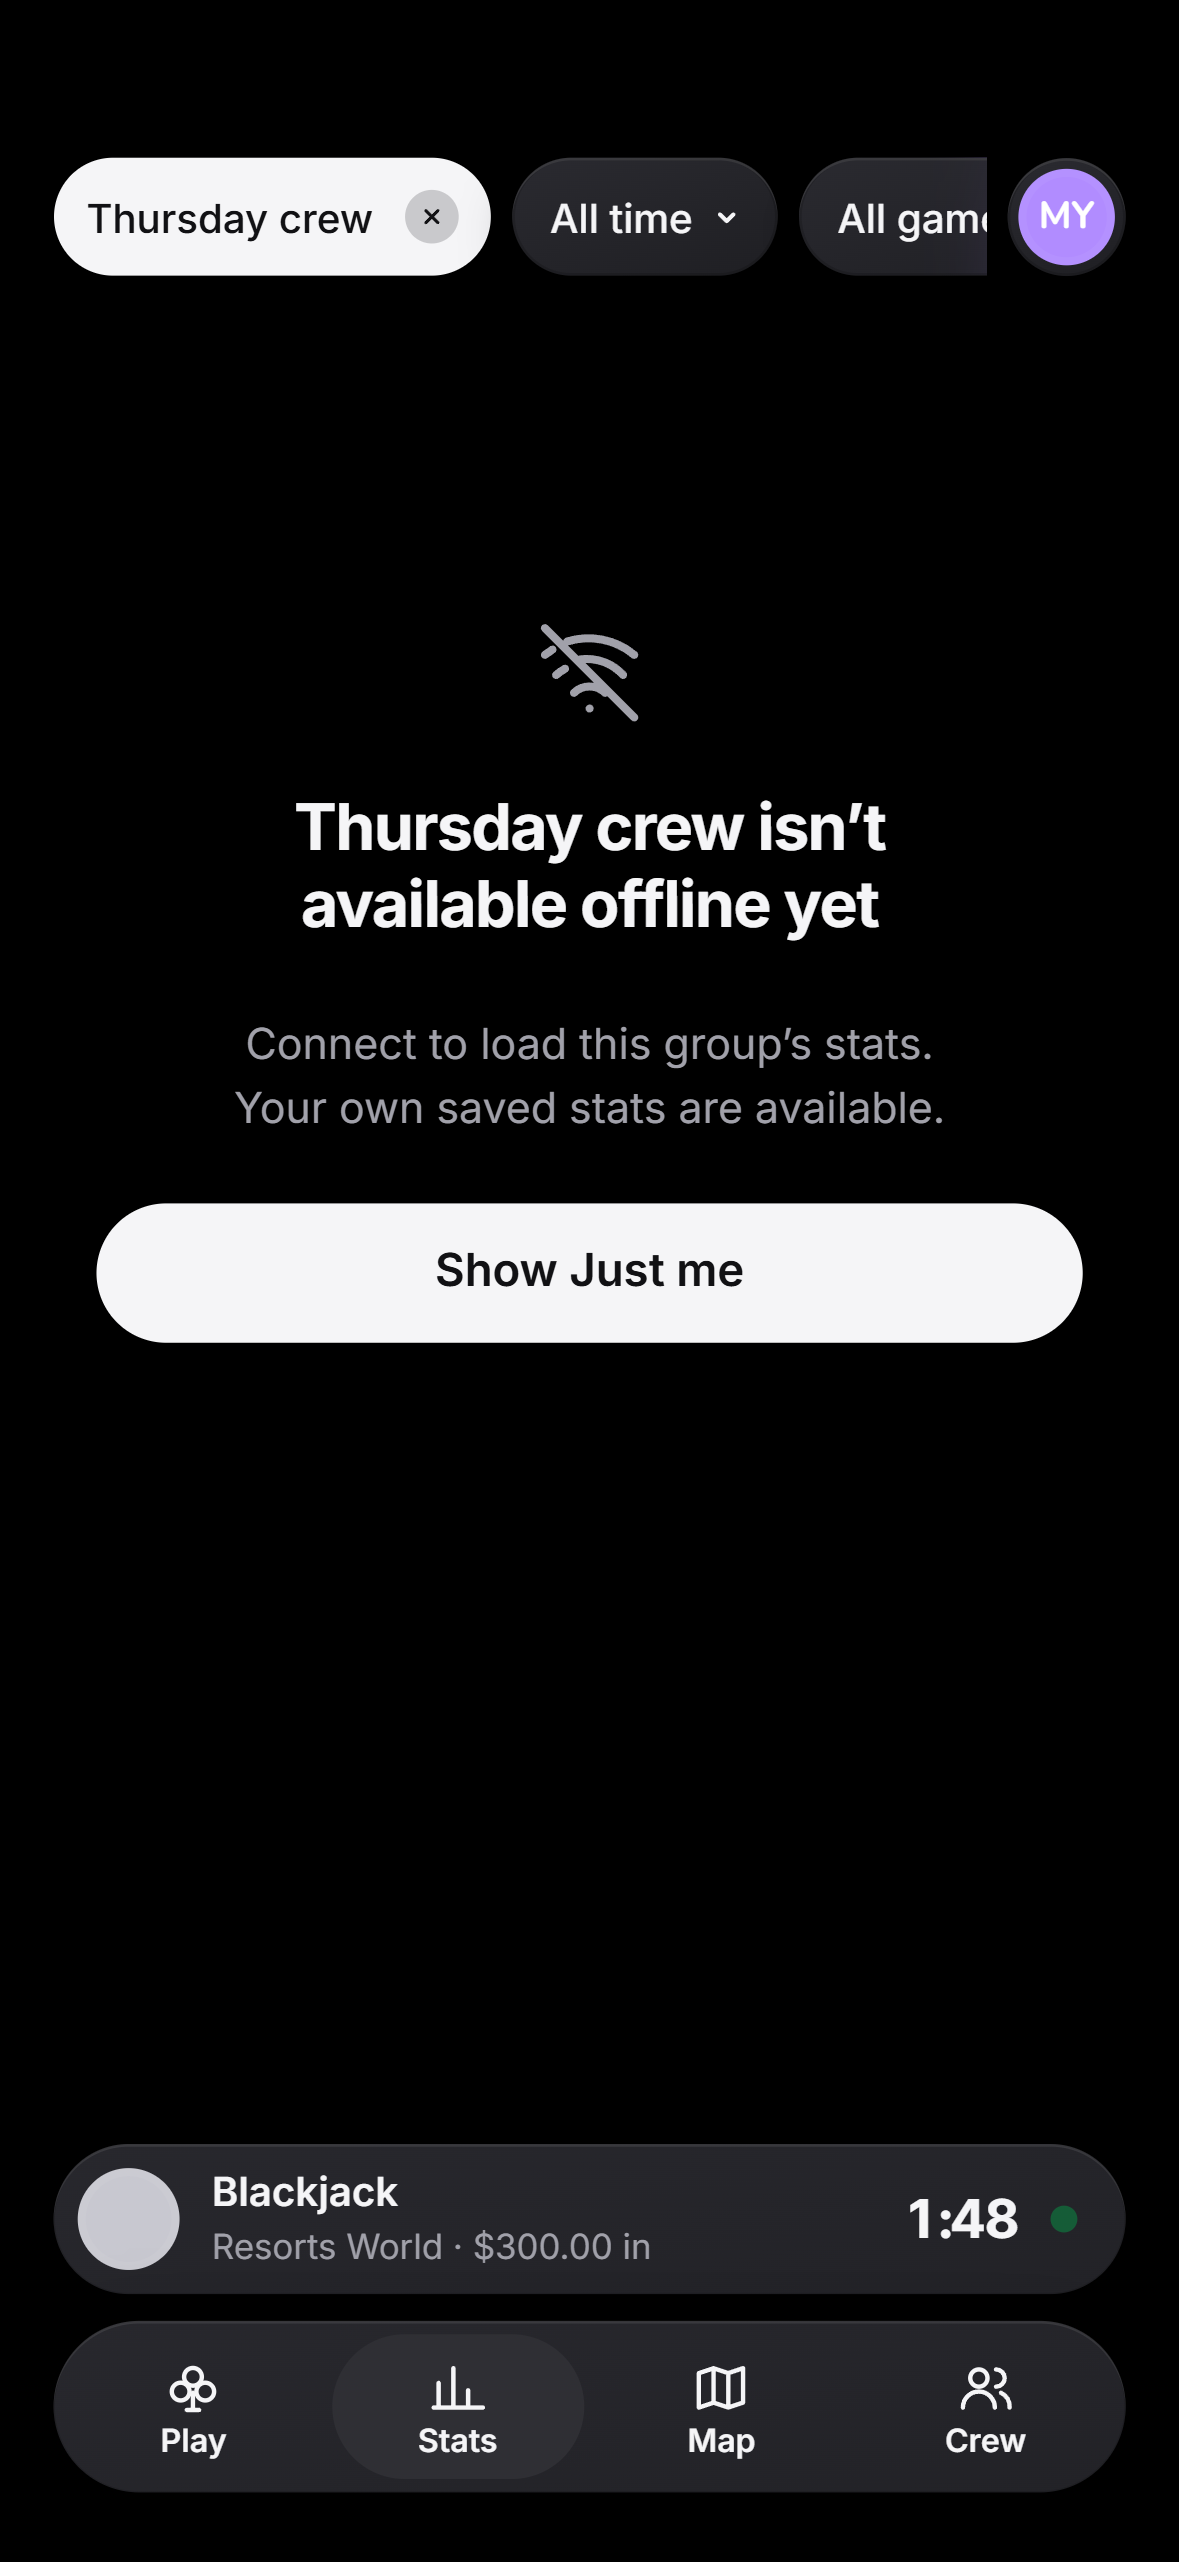 Thursday crew
All time
All game
MY
Thursday crew isn’t
available offline yet
Connect to load this group’s stats.
Your own saved stats are available.
Show Just me
Blackjack
Resorts World · $300.00 in
1:48
Play
Stats
Map
Crew